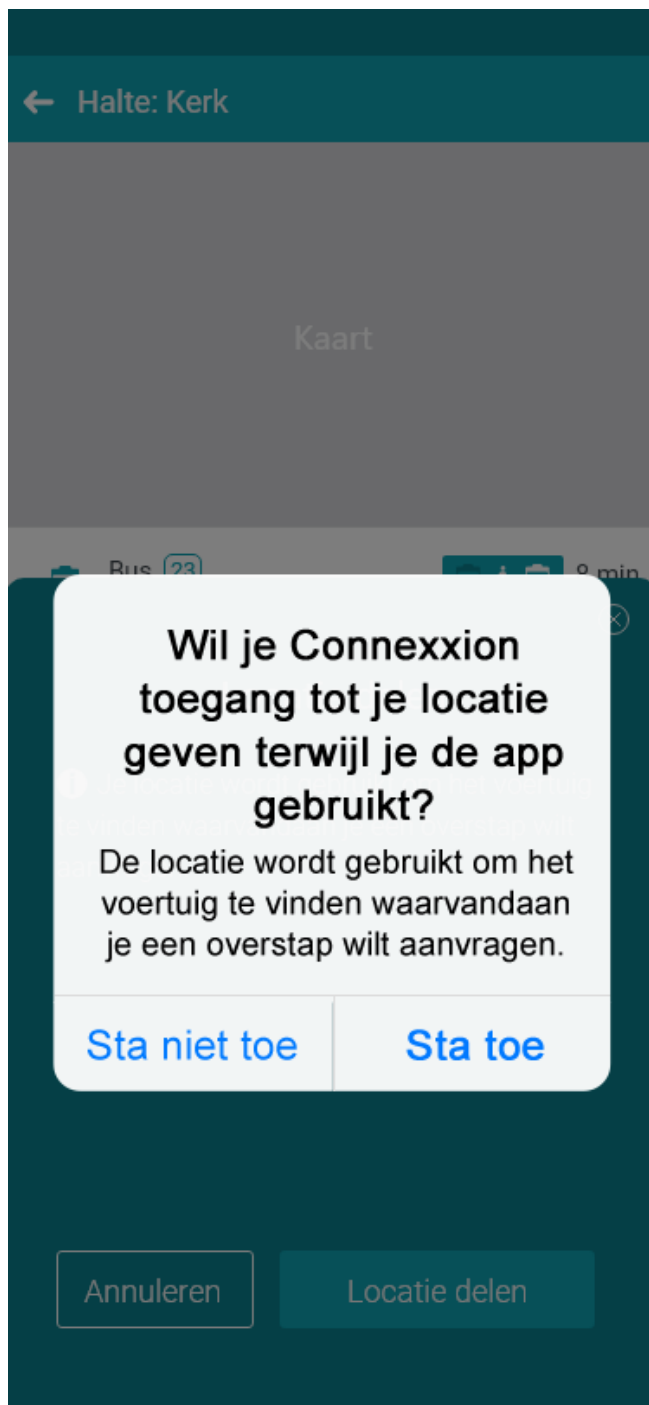 Halte: Kerk
Kaart
Bus 23
8 min
Wil je Connexxion
toegang tot je locatie
geven terwijl je de app
gebruikt?
De locatie wordt gebruikt om het
voertuig te vinden waarvandaan
je een overstap wilt aanvragen.
Sta niet toe
Sta toe
Annuleren
Locatie delen